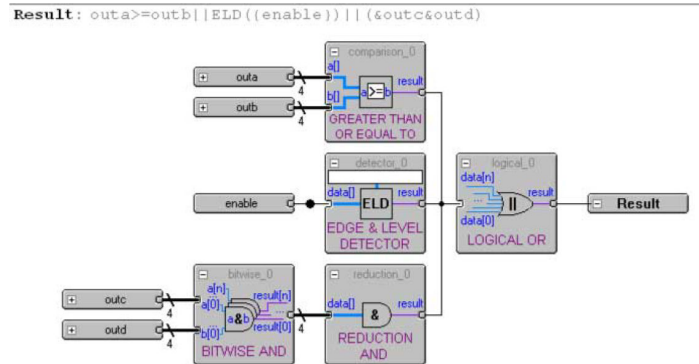 Result: outa>=outb||ELD((enable))||(&outc&outd)
comparison_0
a[]
outa
4
a>=b
result
b[]
outb
4
GREATER THAN
OR EQUAL TO
detector_0
logical_0
data[]
result
data[n]
enable
ELD
...
||
result
Result
data[0]
EDGE & LEVEL
DETECTOR
LOGICAL OR
bitwise_0
reduction_0
a[n]
result[n]
data[]
result
outc
4
a[0]
...
a&b
...
4
&
outd
4
b[0]
result[0]
BITWISE AND
REDUCTION
AND